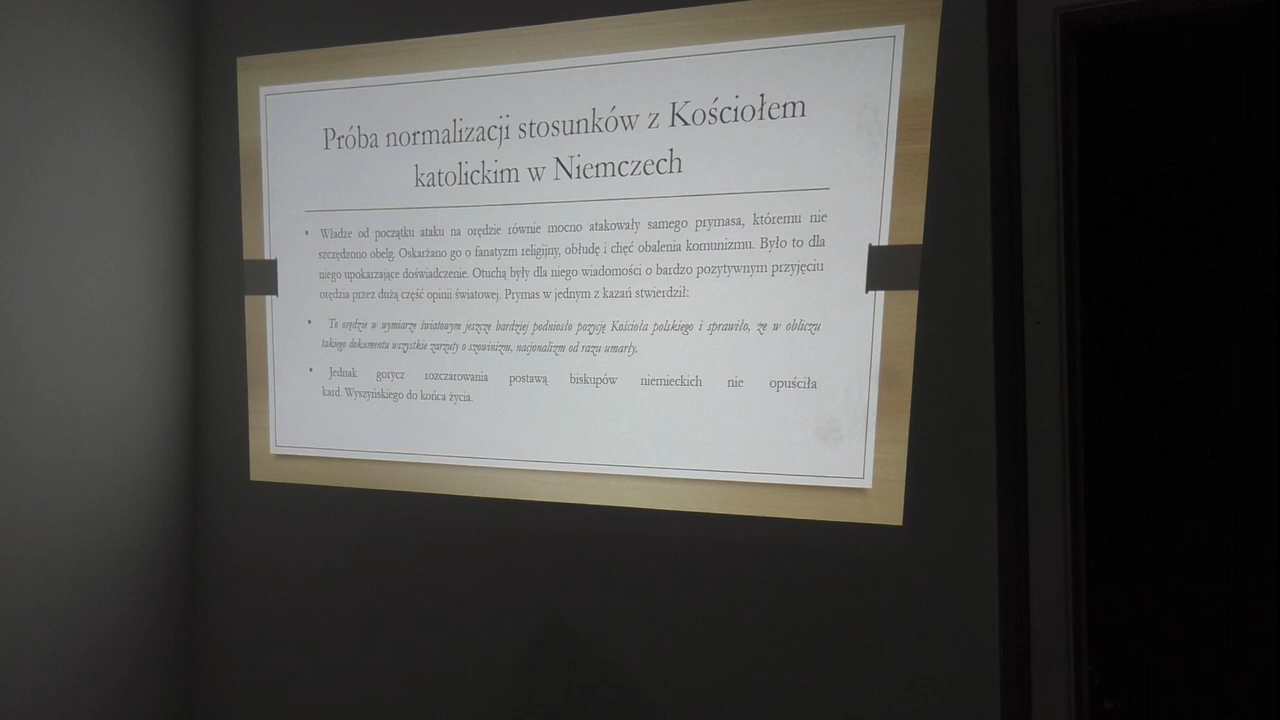 Próba normalizacji stosunków z Kościołem
katolickim w Niemczech
• Władze od początku ataku na orędzie równie mocno atakowały samego prymasa, któremu nie
szczędzono obelg. Oskarżano go o fanatyzm religijny, obłudę i chęć obalenia komunizmu. Było to dla
niego upokarzające doświadczenie. Otuchą były dla niego wiadomości o bardzo pozytywnym przyjęciu
orędzia przez dużą część opinii światowej. Prymas w jednym z kazań stwierdził:
• To orędzie w wymiarze światowym jeszcze bardziej podniosło pozycję Kościoła polskiego i sprawiło, że w obliczu
takiego dokumentu wszystkie zarzuty o szowinizm, nacjonalizm od razu umarły.
• Jednak gorycz rozczarowania postawą biskupów niemieckich nie opuściła
kard. Wyszyńskiego do końca życia.